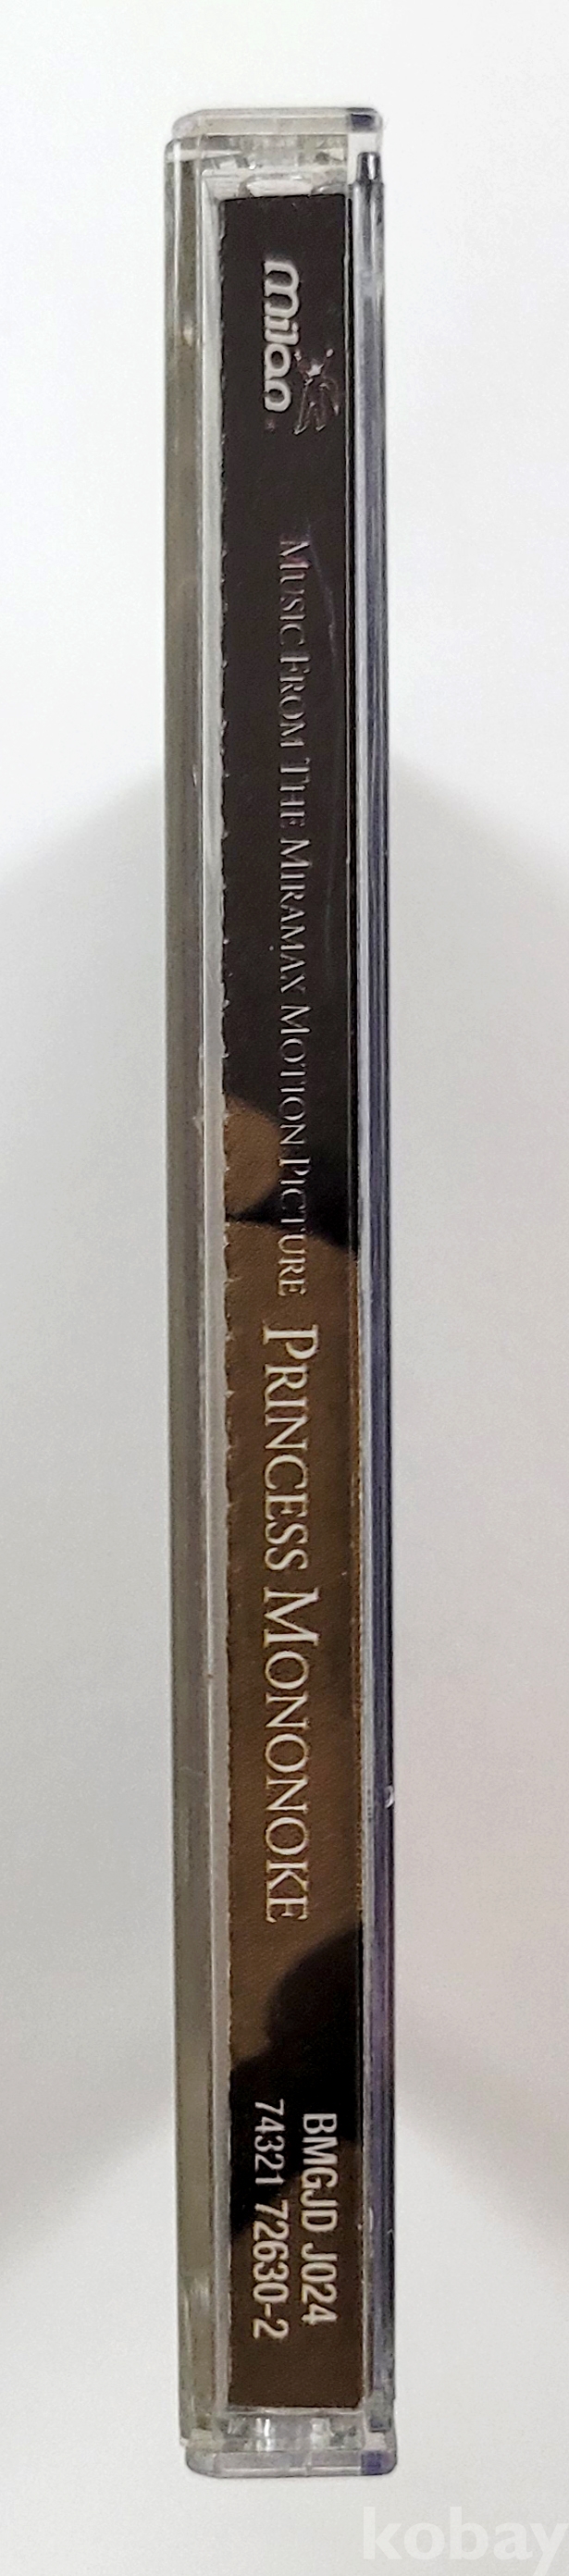 milan
MUSIC FROM THE MIRAMAX MOTION PICTURE PRINCESS MONONOKE
BMGJD J024
74321 72630-2
kobay